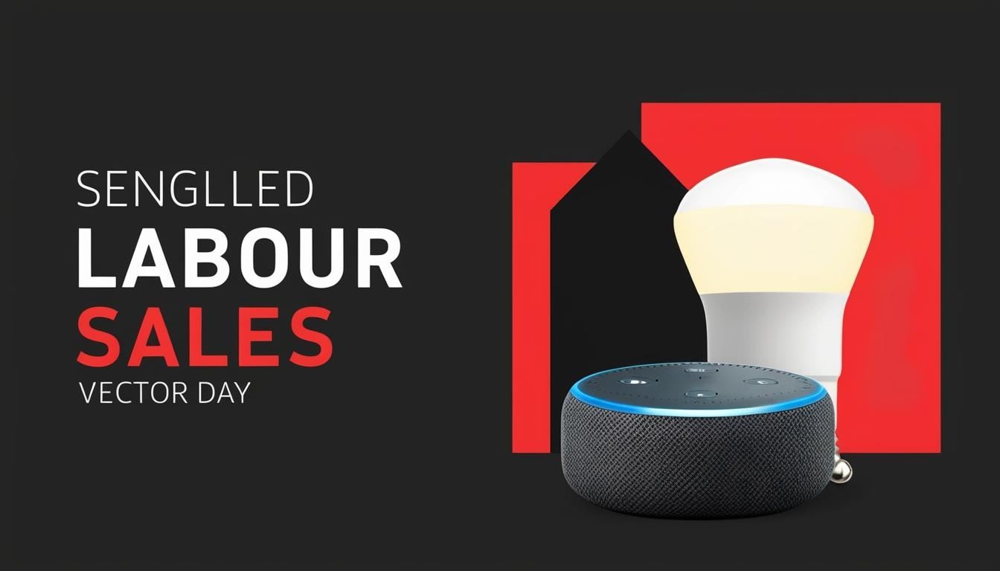 SENGLLED
LABOUR
SALES
VECTOR DAY